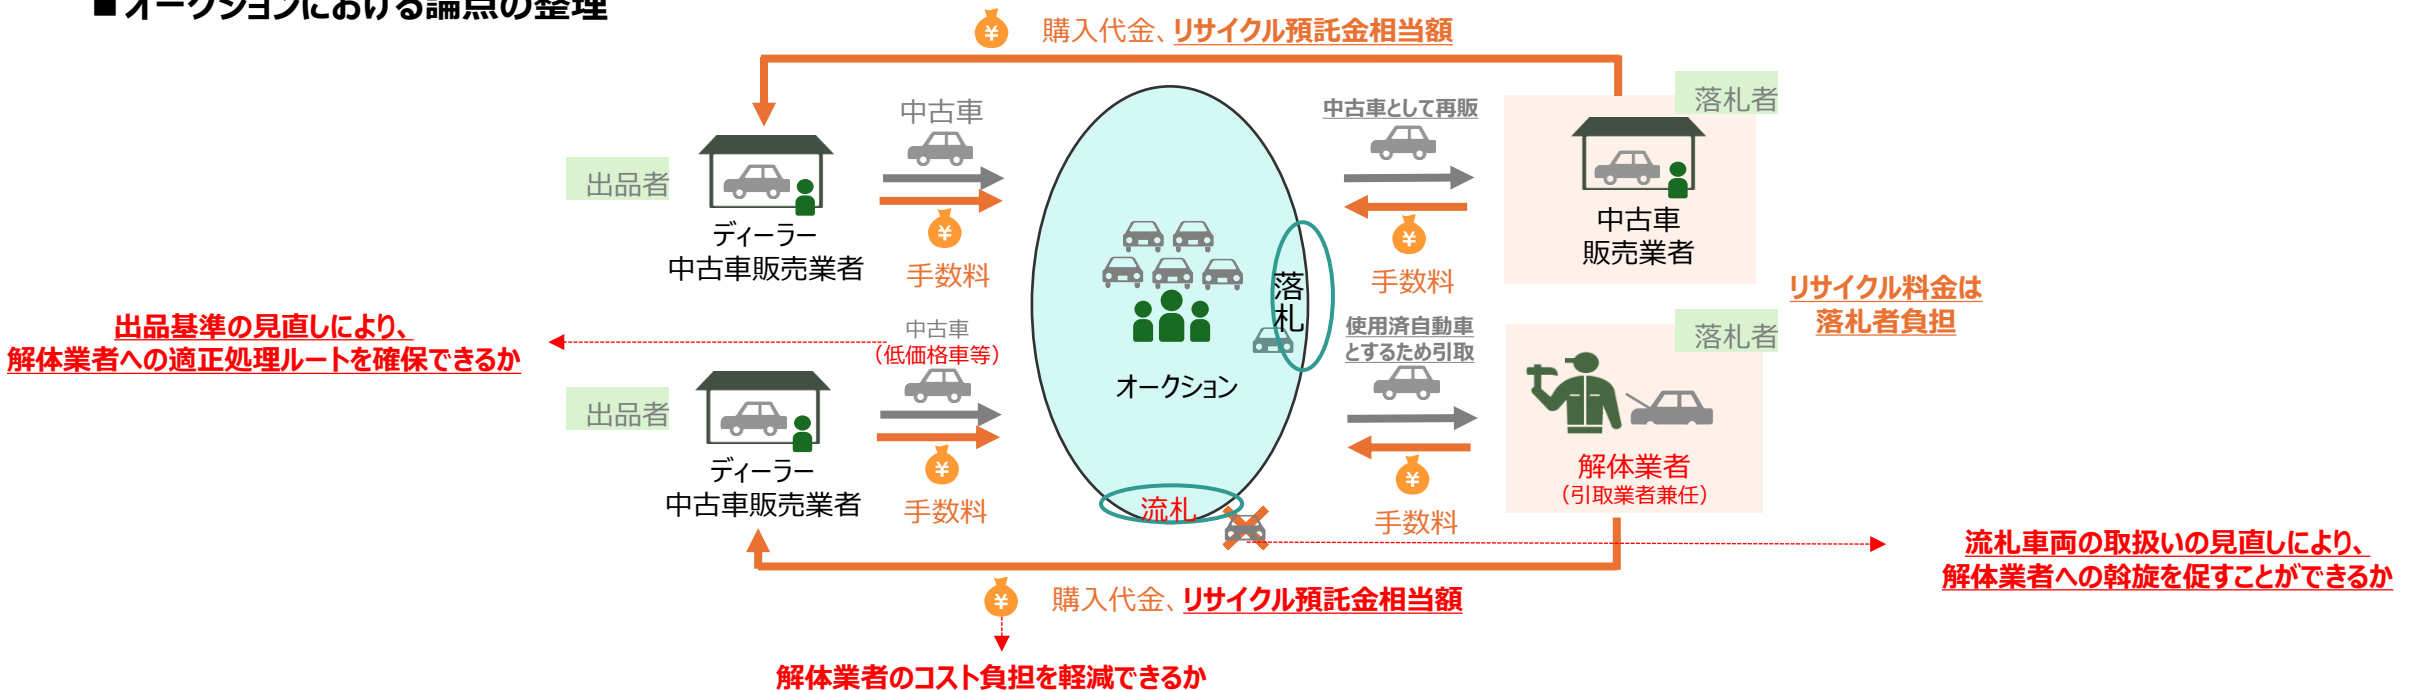 ■オークションにおける論点の整理
購入代金、リサイクル預託金相当額
落札者
中古車
中古車として再販
出品者
ディーラー
中古車販売業者
手数料
手数料
中古車
販売業者
落札
リサイクル料金は
落札者負担
出品基準の見直しにより、
解体業者への適正処理ルートを確保できるか
中古車
（低価格車等）
使用済自動車
とするため引取
落札者
オークション
出品者
ディーラー
中古車販売業者
手数料
流札
手数料
解体業者
（引取業者兼任）
流札車両の取扱いの見直しにより、
解体業者への斡旋を促すことができるか
購入代金、リサイクル預託金相当額
解体業者のコスト負担を軽減できるか